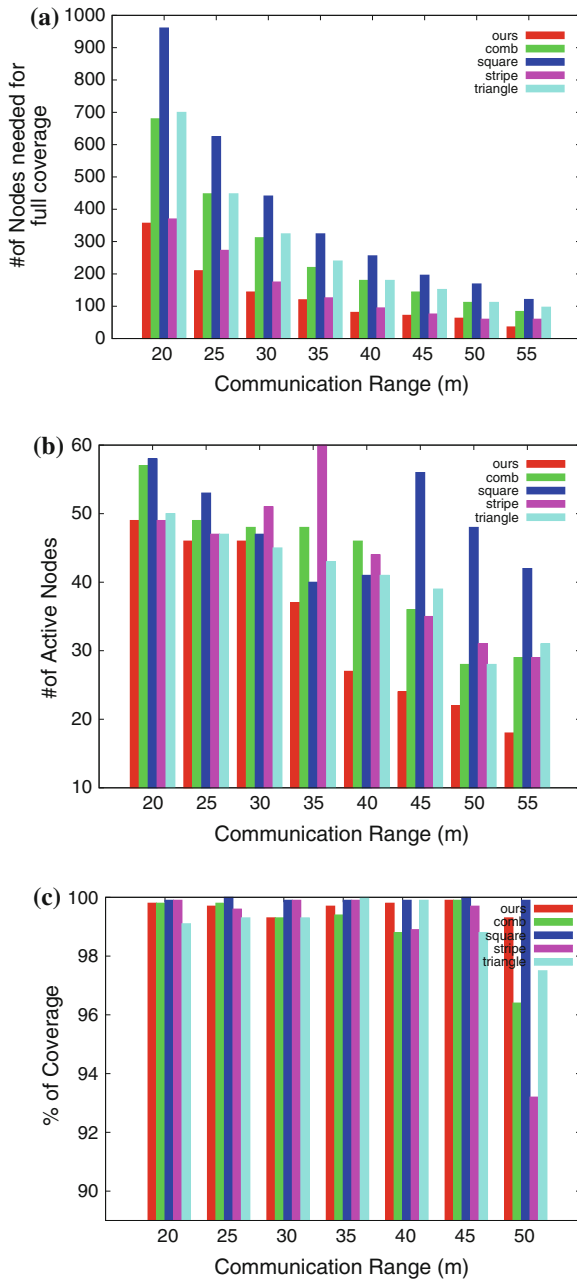 (a)
1000
900
800
700
600
500
400
300
200
100
0
#of Nodes needed for
full coverage
ours
comb
square
stripe
triangle
20 25 30 35 40 45 50 55
Communication Range (m)
(b)
60
50
40
30
20
10
#of Active Nodes
ours
comb
square
stripe
triangle
20 25 30 35 40 45 50 55
Communication Range (m)
(c)
100
98
96
94
92
90
% of Coverage
ours
comb
square
stripe
triangle
20 25 30 35 40 45 50
Communication Range (m)